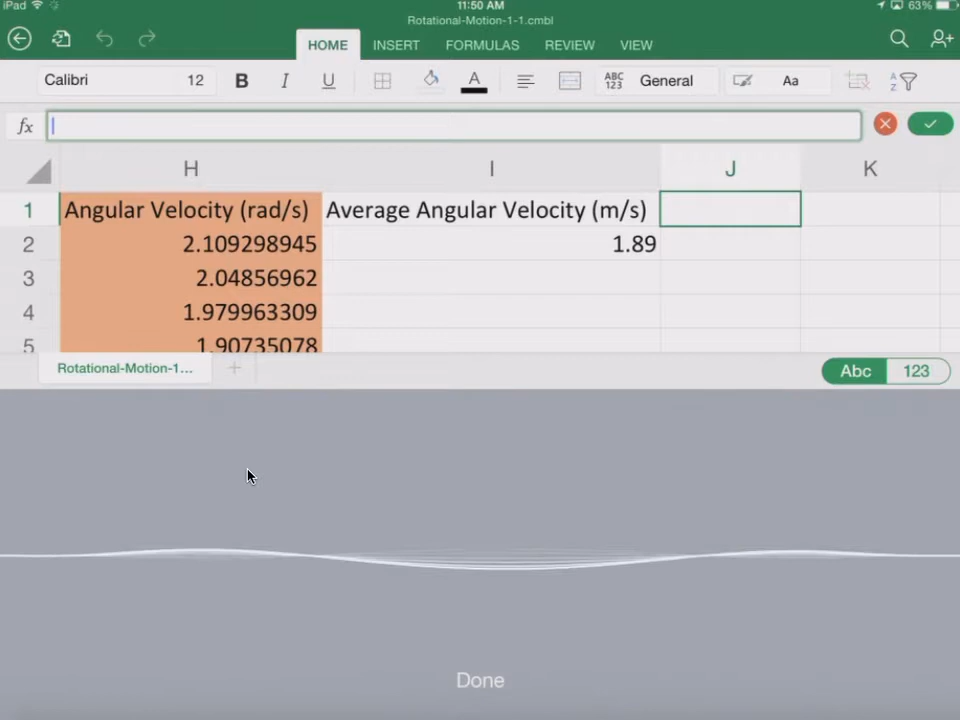 iPad 11:50 AM 63%
Rotational-Motion-1-1.cmbl
HOME INSERT FORMULAS REVIEW VIEW
Calibri 12 B I U A ABC 123 General Aa A Z
fx
H I J K
1 Angular Velocity (rad/s) Average Angular Velocity (m/s)
2 2.109298945 1.89
3 2.04856962
4 1.979963309
5 1.90735078
Rotational-Motion-1... + Abc 123
Done